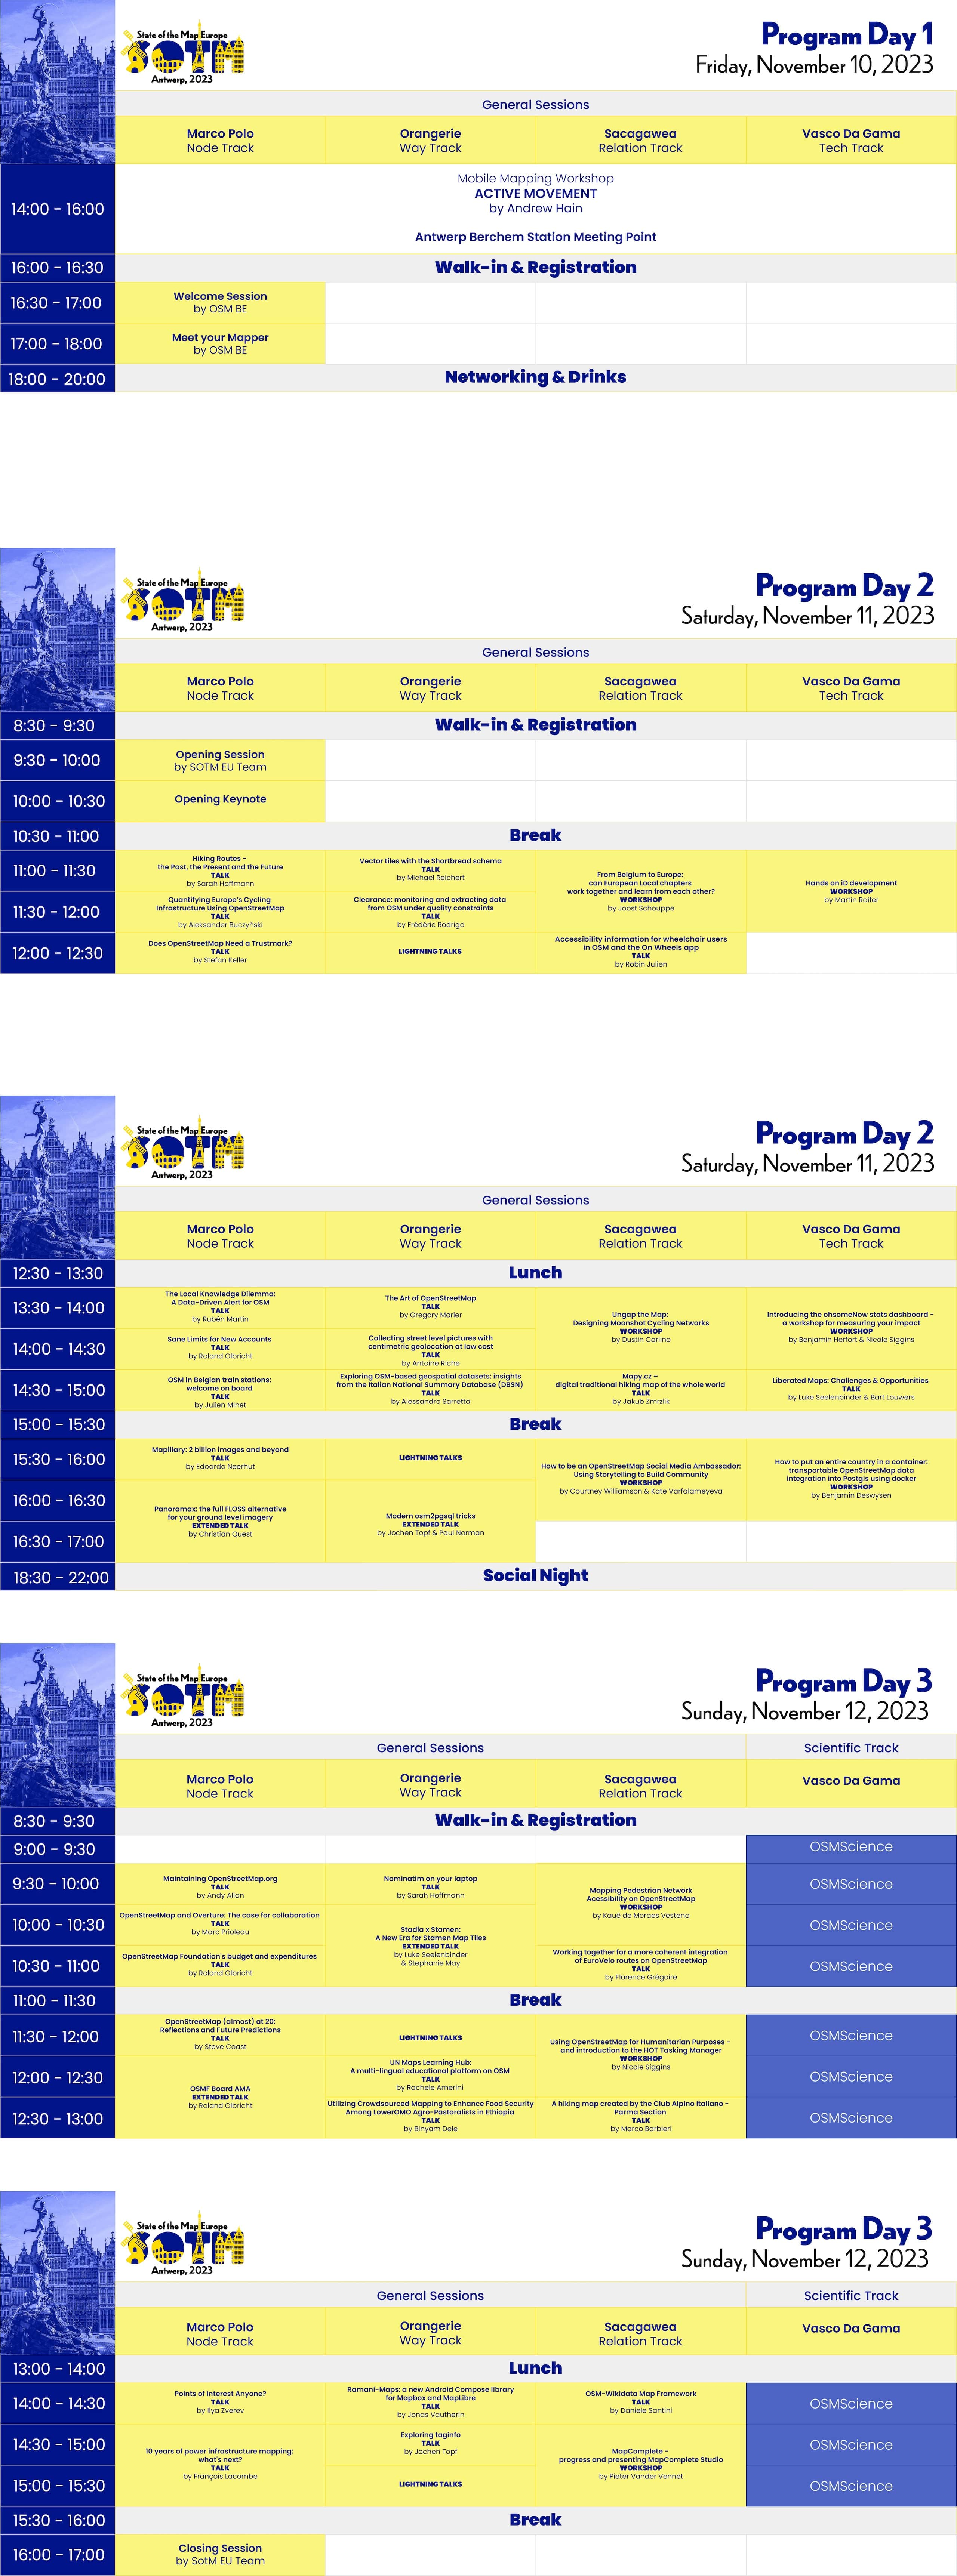 State of the Map Europe
SOTM
Antwerp, 2023
Program Day 1
Friday, November 10, 2023
General Sessions
Marco Polo
Node Track
Orangerie
Way Track
Sacagawea
Relation Track
Vasco Da Gama
Tech Track
14:00 - 16:00
Mobile Mapping Workshop
ACTIVE MOVEMENT
by Andrew Hain
Antwerp Berchem Station Meeting Point
16:00 - 16:30
Walk-in & Registration
16:30 - 17:00
Welcome Session
by OSM BE
17:00 - 18:00
Meet your Mapper
by OSM BE
18:00 - 20:00
Networking & Drinks
State of the Map Europe
SOTM
Antwerp, 2023
Program Day 2
Saturday, November 11, 2023
General Sessions
Marco Polo
Node Track
Orangerie
Way Track
Sacagawea
Relation Track
Vasco Da Gama
Tech Track
8:30 - 9:30
Walk-in & Registration
9:30 - 10:00
Opening Session
by SOTM EU Team
10:00 - 10:30
Opening Keynote
10:30 - 11:00
Break
11:00 - 11:30
Hiking Routes -
the Past, the Present and the Future
TALK
by Sarah Hoffmann
Vector tiles with the Shortbread schema
TALK
by Michael Reichert
From Belgium to Europe:
can European Local chapters
work together and learn from each other?
WORKSHOP
by Joost Schouppe
Hands on iD development
WORKSHOP
by Martin Raifer
11:30 - 12:00
Quantifying Europe's Cycling
Infrastructure Using OpenStreetMap
TALK
by Aleksander Buczyński
Clearance: monitoring and extracting data
from OSM under quality constraints
TALK
by Frédéric Rodrigo
12:00 - 12:30
Does OpenStreetMap Need a Trustmark?
TALK
by Stefan Keller
LIGHTNING TALKS
Accessibility information for wheelchair users
in OSM and the On Wheels app
TALK
by Robin Julien
State of the Map Europe
SOTM
Antwerp, 2023
Program Day 2
Saturday, November 11, 2023
General Sessions
Marco Polo
Node Track
Orangerie
Way Track
Sacagawea
Relation Track
Vasco Da Gama
Tech Track
12:30 - 13:30
Lunch
13:30 - 14:00
The Local Knowledge Dilemma:
A Data-Driven Alert for OSM
TALK
by Rubén Martín
The Art of OpenStreetMap
TALK
by Gregory Marler
Ungap the Map:
Designing Moonshot Cycling Networks
WORKSHOP
by Dustin Carlino
Introducing the ohsomeNow stats dashboard -
a workshop for measuring your impact
WORKSHOP
by Benjamin Herfort & Nicole Siggins
14:00 - 14:30
Sane Limits for New Accounts
TALK
by Roland Olbricht
Collecting street level pictures with
centimetric geolocation at low cost
TALK
by Antoine Riche
14:30 - 15:00
OSM in Belgian train stations:
welcome on board
TALK
by Julien Minet
Exploring OSM-based geospatial datasets: insights
from the Italian National Summary Database (DBSN)
TALK
by Alessandro Sarretta
Mapy.cz –
digital traditional hiking map of the whole world
TALK
by Jakub Zmrzlik
Liberated Maps: Challenges & Opportunities
TALK
by Luke Seelenbinder & Bart Louwers
15:00 - 15:30
Break
15:30 - 16:00
Mapillary: 2 billion images and beyond
TALK
by Edoardo Neerhut
LIGHTNING TALKS
How to be an OpenStreetMap Social Media Ambassador:
Using Storytelling to Build Community
WORKSHOP
by Courtney Williamson & Kate Varfalameyeva
How to put an entire country in a container:
transportable OpenStreetMap data
integration into Postgis using docker
WORKSHOP
by Benjamin Deswysen
16:00 - 16:30
Panoramax: the full FLOSS alternative
for your ground level imagery
EXTENDED TALK
by Christian Quest
Modern osm2pgsql tricks
EXTENDED TALK
by Jochen Topf & Paul Norman
16:30 - 17:00
18:30 - 22:00
Social Night
State of the Map Europe
SOTM
Antwerp, 2023
Program Day 3
Sunday, November 12, 2023
General Sessions
Scientific Track
Marco Polo
Node Track
Orangerie
Way Track
Sacagawea
Relation Track
Vasco Da Gama
8:30 - 9:30
Walk-in & Registration
9:00 - 9:30
OSMScience
9:30 - 10:00
Maintaining OpenStreetMap.org
TALK
by Andy Allan
Nominatim on your laptop
TALK
by Sarah Hoffmann
Mapping Pedestrian Network
Acessibility on OpenStreetMap
WORKSHOP
by Kauê de Moraes Vestena
OSMScience
10:00 - 10:30
OpenStreetMap and Overture: The case for collaboration
TALK
by Marc Prioleau
Stadia x Stamen:
A New Era for Stamen Map Tiles
EXTENDED TALK
by Luke Seelenbinder
& Stephanie May
OSMScience
10:30 - 11:00
OpenStreetMap Foundation's budget and expenditures
TALK
by Roland Olbricht
Working together for a more coherent integration
of EuroVelo routes on OpenStreetMap
TALK
by Florence Grégoire
OSMScience
11:00 - 11:30
Break
11:30 - 12:00
OpenStreetMap (almost) at 20:
Reflections and Future Predictions
TALK
by Steve Coast
LIGHTNING TALKS
Using OpenStreetMap for Humanitarian Purposes -
and introduction to the HOT Tasking Manager
WORKSHOP
by Nicole Siggins
OSMScience
12:00 - 12:30
OSMF Board AMA
EXTENDED TALK
by Roland Olbricht
UN Maps Learning Hub:
A multi-lingual educational platform on OSM
TALK
by Rachele Amerini
OSMScience
12:30 - 13:00
Utilizing Crowdsourced Mapping to Enhance Food Security
Among LowerOMO Agro-Pastoralists in Ethiopia
TALK
by Binyam Dele
A hiking map created by the Club Alpino Italiano -
Parma Section
TALK
by Marco Barbieri
OSMScience
State of the Map Europe
SOTM
Antwerp, 2023
Program Day 3
Sunday, November 12, 2023
General Sessions
Scientific Track
Marco Polo
Node Track
Orangerie
Way Track
Sacagawea
Relation Track
Vasco Da Gama
13:00 - 14:00
Lunch
14:00 - 14:30
Points of Interest Anyone?
TALK
by Ilya Zverev
Ramani-Maps: a new Android Compose library
for Mapbox and MapLibre
TALK
by Jonas Vautherin
OSM-Wikidata Map Framework
TALK
by Daniele Santini
OSMScience
14:30 - 15:00
10 years of power infrastructure mapping:
what's next?
TALK
by François Lacombe
Exploring taginfo
TALK
by Jochen Topf
MapComplete -
progress and presenting MapComplete Studio
WORKSHOP
by Pieter Vander Vennet
OSMScience
15:00 - 15:30
LIGHTNING TALKS
OSMScience
15:30 - 16:00
Break
16:00 - 17:00
Closing Session
by SotM EU Team